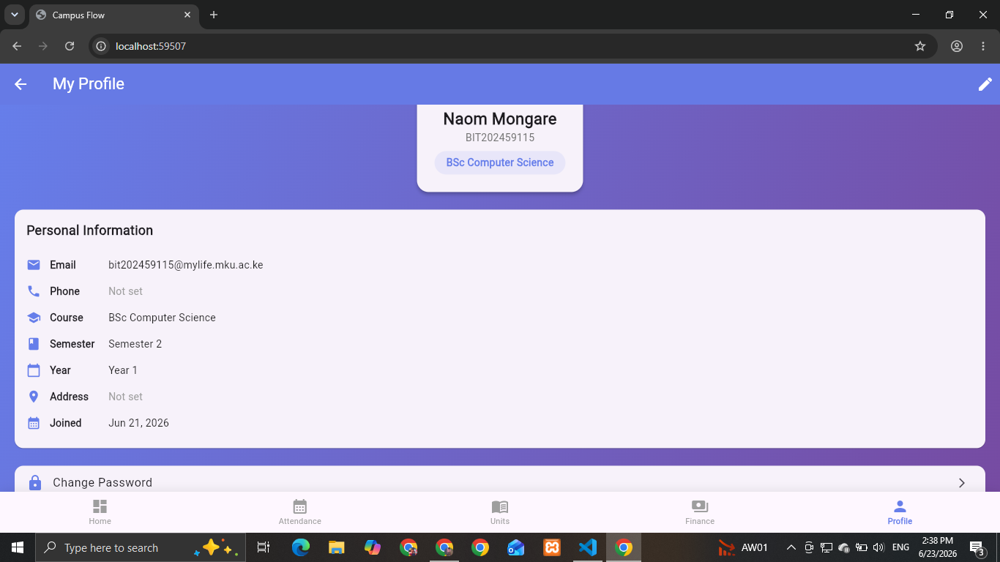 Campus Flow
localhost:59507
My Profile
Naom Mongare
BIT202459115
BSc Computer Science
Personal Information
Email bit202459115@mylife.mku.ac.ke
Phone Not set
Course BSc Computer Science
Semester Semester 2
Year Year 1
Address Not set
Joined Jun 21, 2026
Change Password
Home Attendance Units Finance Profile
Type here to search
AW01
ENG
2:38 PM
6/23/2026
3